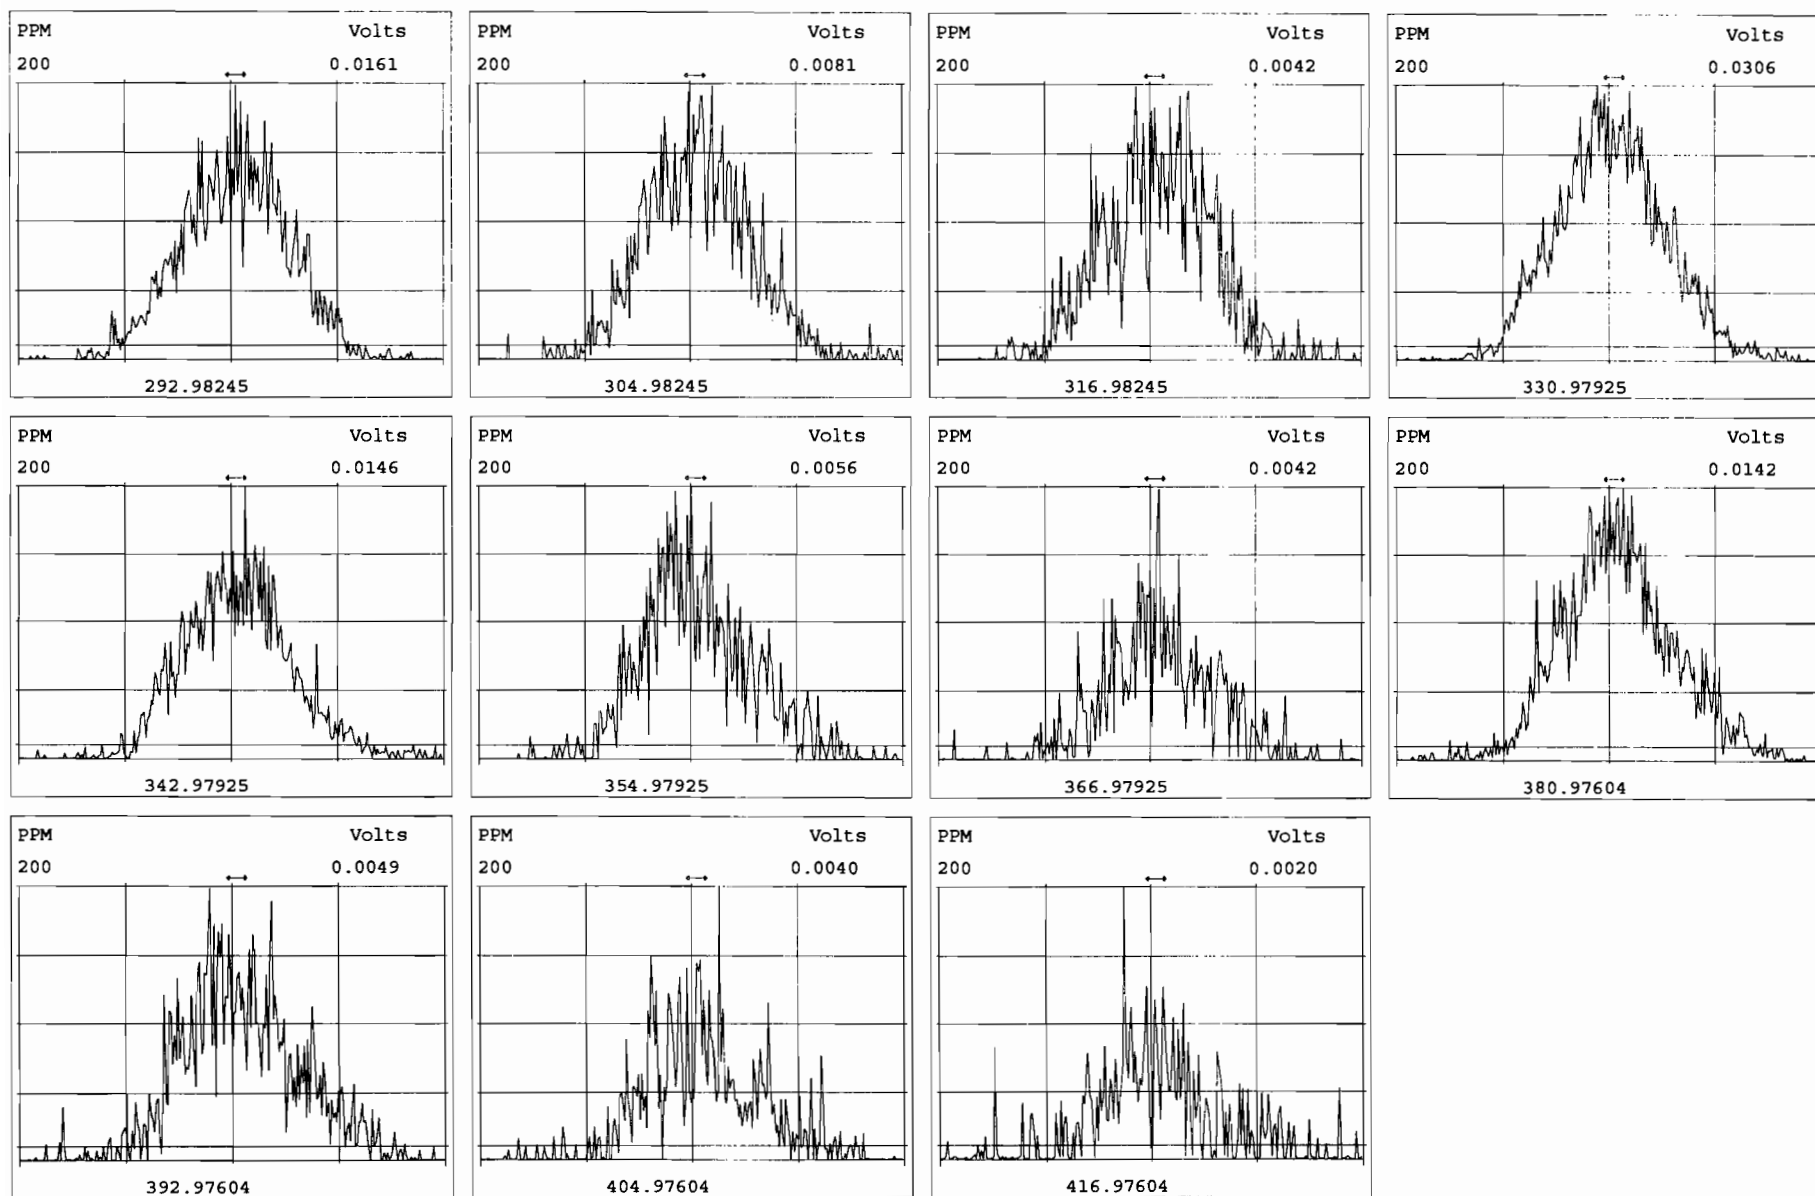 PPM Volts
200 0.0161
292.98245
PPM Volts
200 0.0081
304.98245
PPM Volts
200 0.0042
316.98245
PPM Volts
200 0.0306
330.97925
PPM Volts
200 0.0146
342.97925
PPM Volts
200 0.0056
354.97925
PPM Volts
200 0.0042
366.97925
PPM Volts
200 0.0142
380.97604
PPM Volts
200 0.0049
392.97604
PPM Volts
200 0.0040
404.97604
PPM Volts
200 0.0020
416.97604